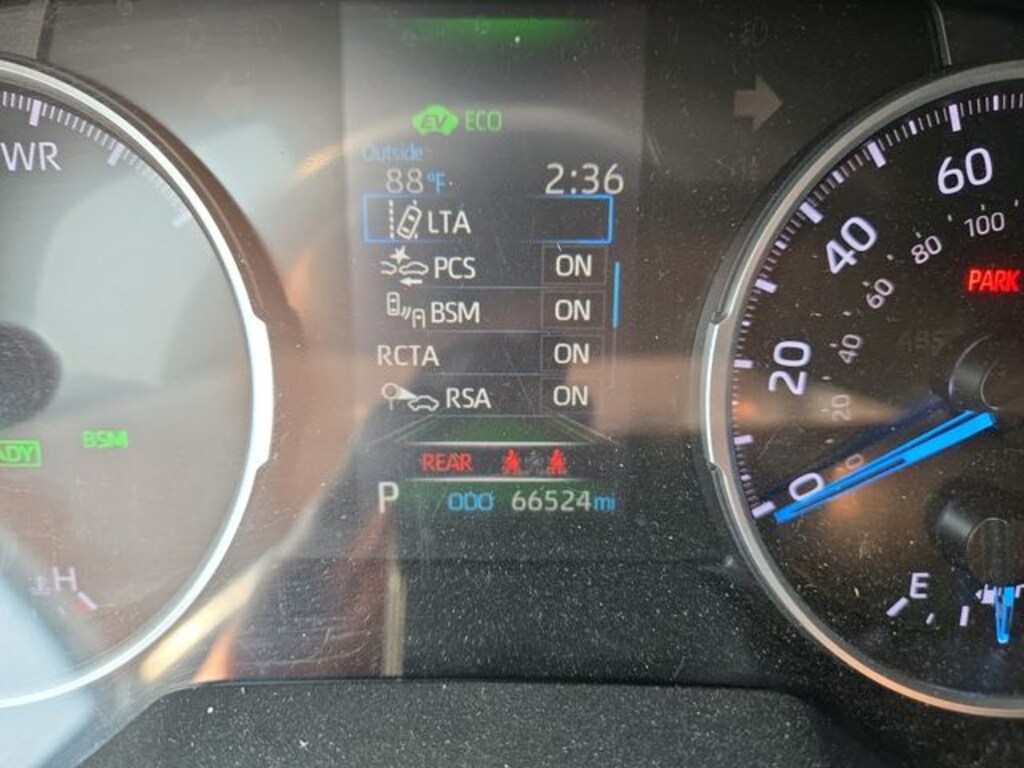 EV ECO
Outside
88°F 2:36
LTA
PCS ON
BSM ON
RCTA ON
RSA ON
REAR
P ODO 66524 mi
WR
BSM
H
0
20
40
60
20
40
60
80
100
PARK
E